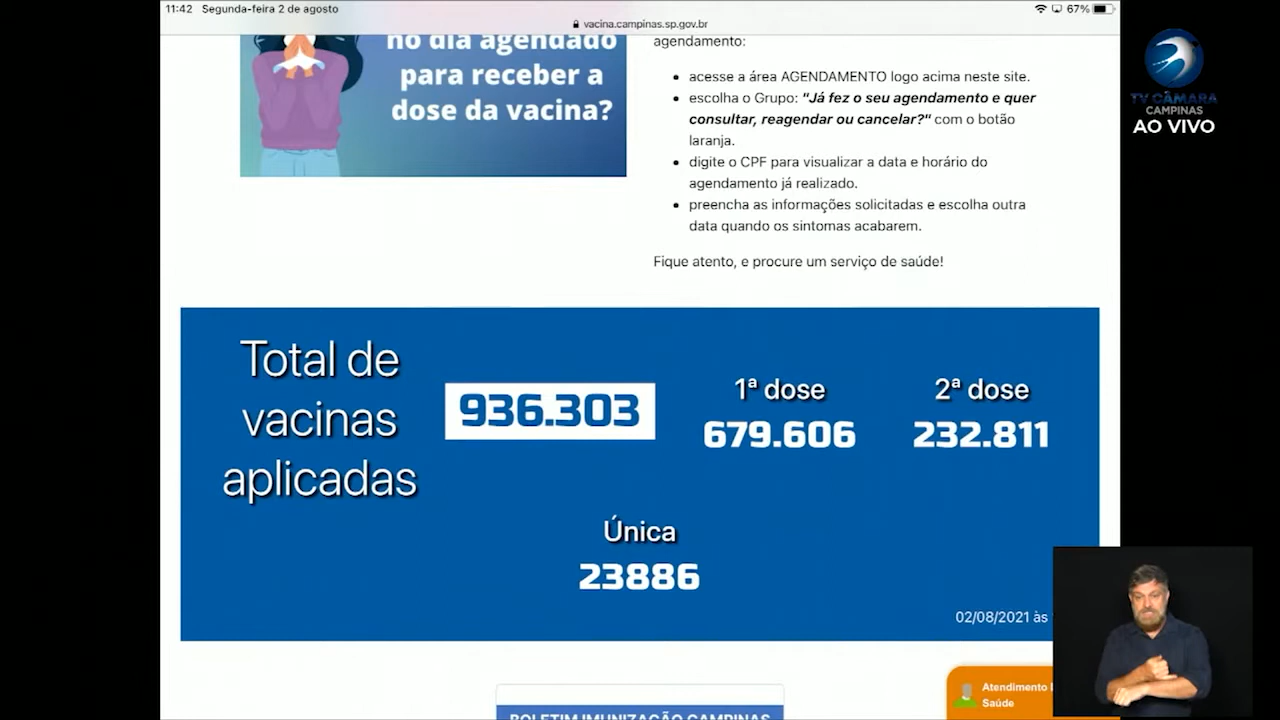 11:42 Segunda-feira 2 de agosto
67%
vacina.campinas.sp.gov.br
no dia agendado
para receber a
dose da vacina?
agendamento:
acesse a área AGENDAMENTO logo acima neste site.
escolha o Grupo: "Já fez o seu agendamento e quer
consultar, reagendar ou cancelar?" com o botão
laranja.
digite o CPF para visualizar a data e horário do
agendamento já realizado.
preencha as informações solicitadas e escolha outra
data quando os sintomas acabarem.
Fique atento, e procure um serviço de saúde!
TV CÂMARA
CAMPINAS
AO VIVO
Total de
vacinas
aplicadas
936.303
1ª dose
679.606
2ª dose
232.811
Única
23886
02/08/2021 às
Atendimento
Saúde
BOLETIM IMUNIZAÇÃO CAMPINAS